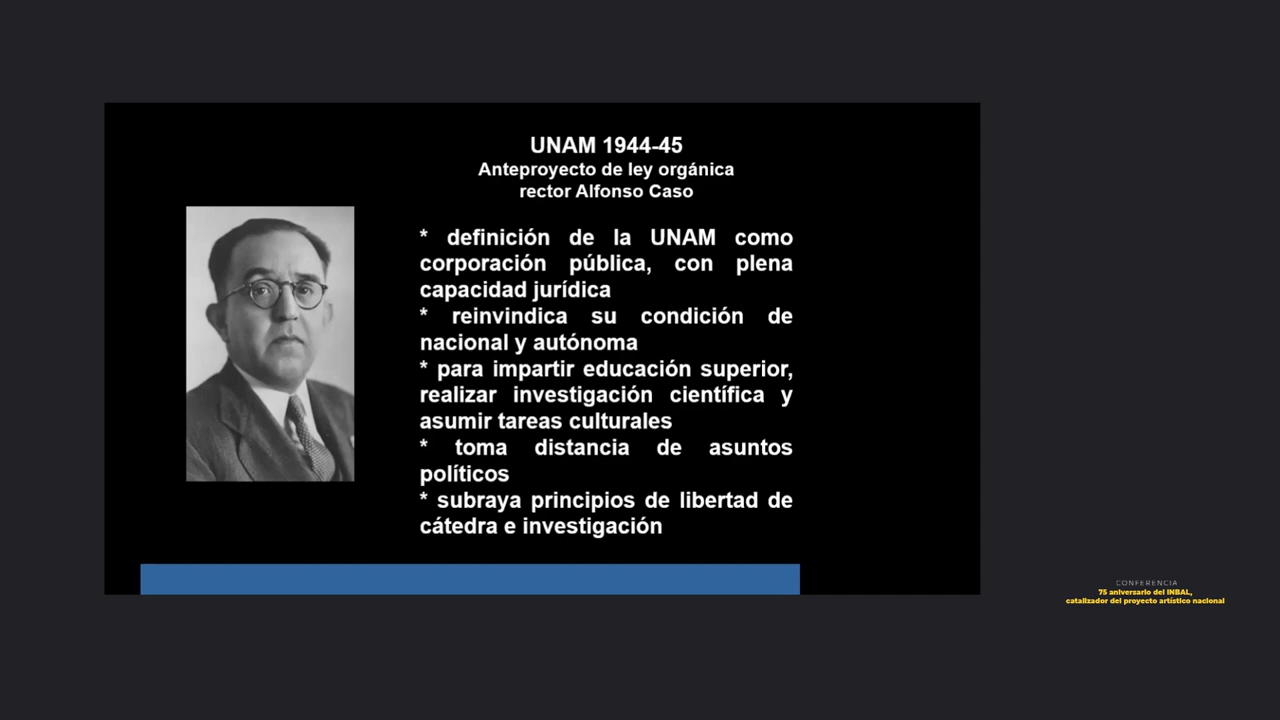 UNAM 1944-45
Anteproyecto de ley orgánica
rector Alfonso Caso
* definición de la UNAM como
corporación pública, con plena
capacidad jurídica
* reinvindica su condición de
nacional y autónoma
* para impartir educación superior,
realizar investigación científica y
asumir tareas culturales
* toma distancia de asuntos
políticos
* subraya principios de libertad de
cátedra e investigación
CONFERENCIA
75 aniversario del INBAL,
catalizador del proyecto artístico nacional